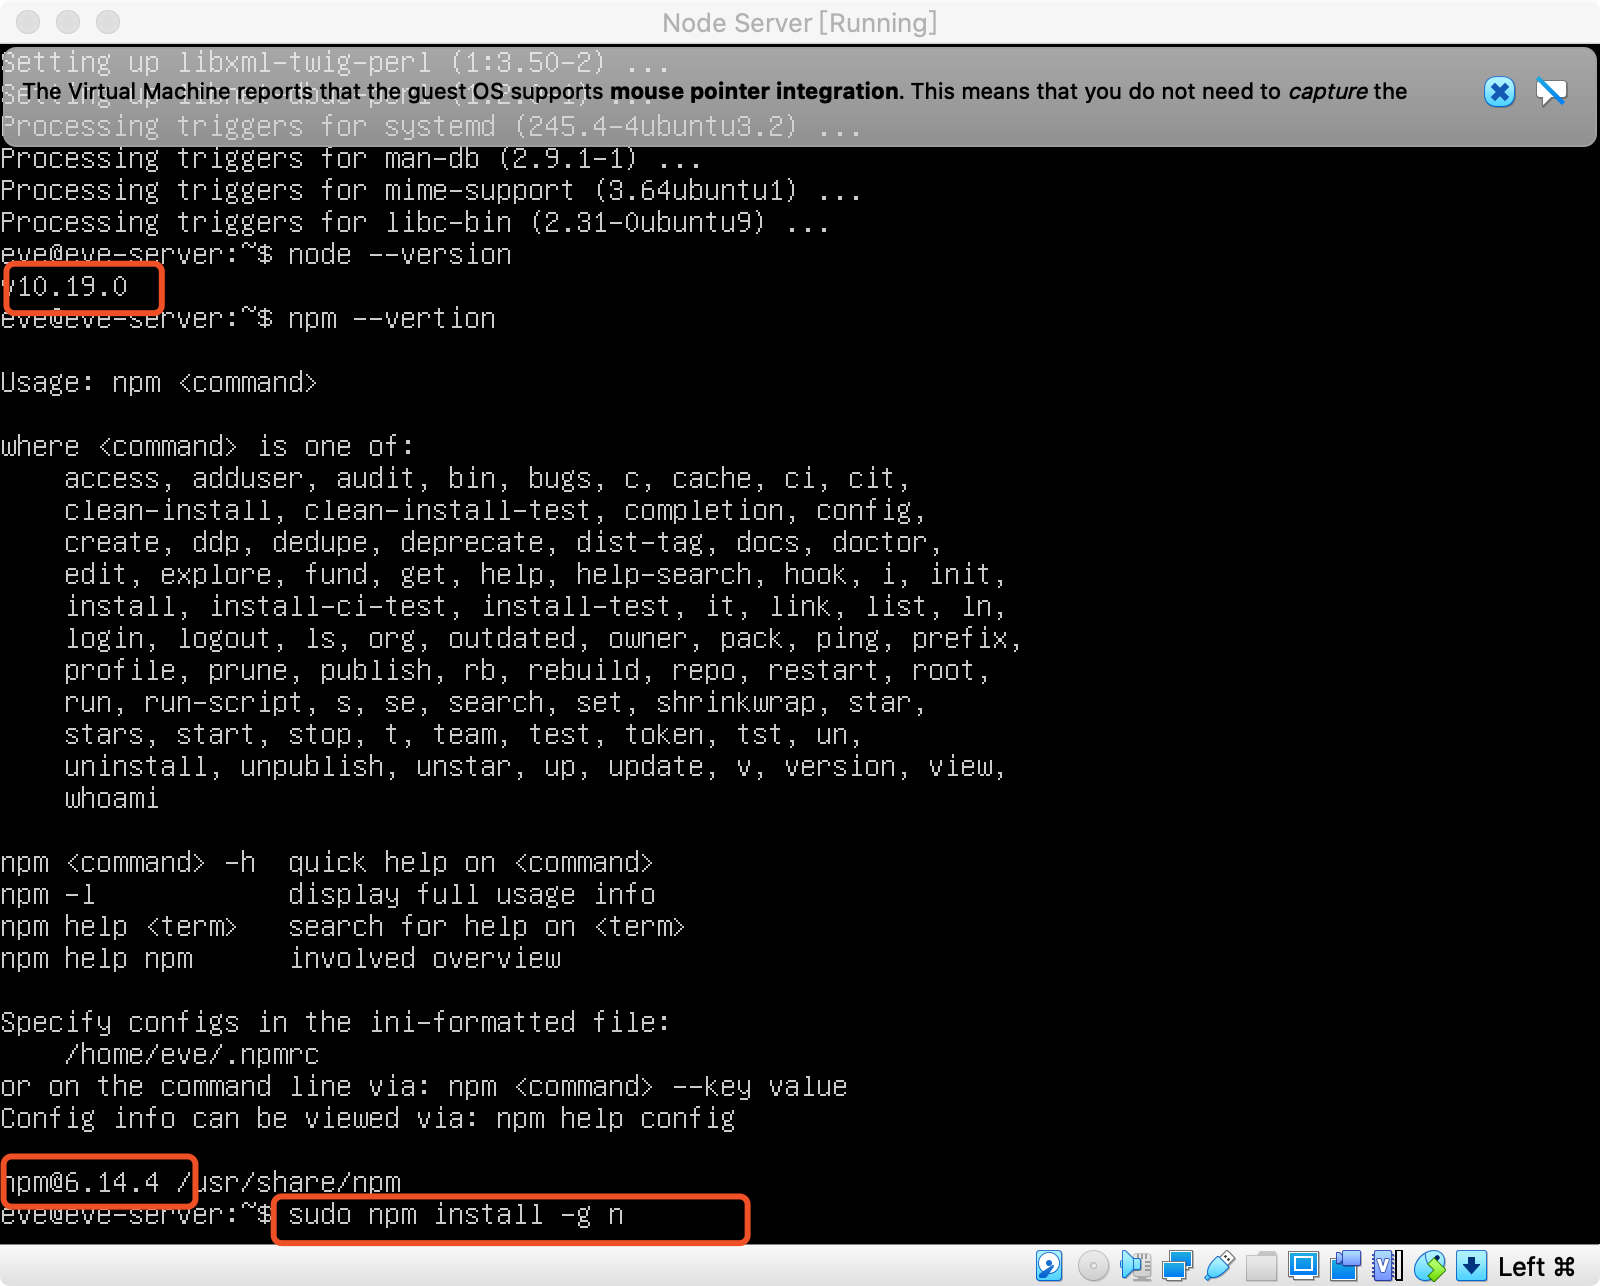 Node Server [Running]
Setting up libxml-twig-perl (1:3.50-2) ...
The Virtual Machine reports that the guest OS supports mouse pointer integration. This means that you do not need to capture the
Processing triggers for systemd (245.4-4ubuntu3.2) ...
Processing triggers for man-db (2.9.1-1) ...
Processing triggers for mime-support (3.64ubuntu1) ...
Processing triggers for libc-bin (2.31-0ubuntu9) ...
eve@eve-server:~$ node --version
v10.19.0
eve@eve-server:~$ npm --vertion
Usage: npm <command>
where <command> is one of:
access, adduser, audit, bin, bugs, c, cache, ci, cit,
clean-install, clean-install-test, completion, config,
create, ddp, dedupe, deprecate, dist-tag, docs, doctor,
edit, explore, fund, get, help, help-search, hook, i, init,
install, install-ci-test, install-test, it, link, list, ln,
login, logout, ls, org, outdated, owner, pack, ping, prefix,
profile, prune, publish, rb, rebuild, repo, restart, root,
run, run-script, s, se, search, set, shrinkwrap, star,
stars, start, stop, t, team, test, token, tst, un,
uninstall, unpublish, unstar, up, update, v, version, view,
whoami
npm <command> -h  quick help on <command>
npm -l            display full usage info
npm help <term>   search for help on <term>
npm help npm      involved overview
Specify configs in the ini-formatted file:
/home/eve/.npmrc
or on the command line via: npm <command> --key value
Config info can be viewed via: npm help config
npm@6.14.4 /usr/share/npm
eve@eve-server:~$ sudo npm install -g n
Left ⌘